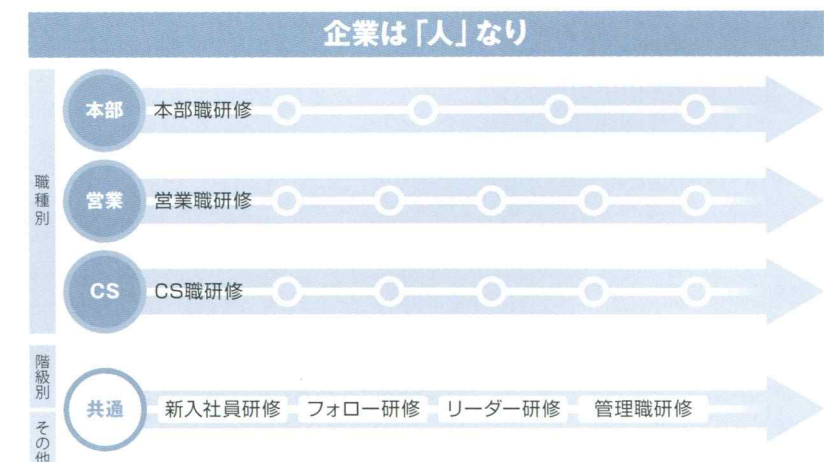 企業は「人」なり
職種別
本部 本部職研修
営業 営業職研修
CS CS職研修
階級別
その他
共通 新入社員研修 フォロー研修 リーダー研修 管理職研修